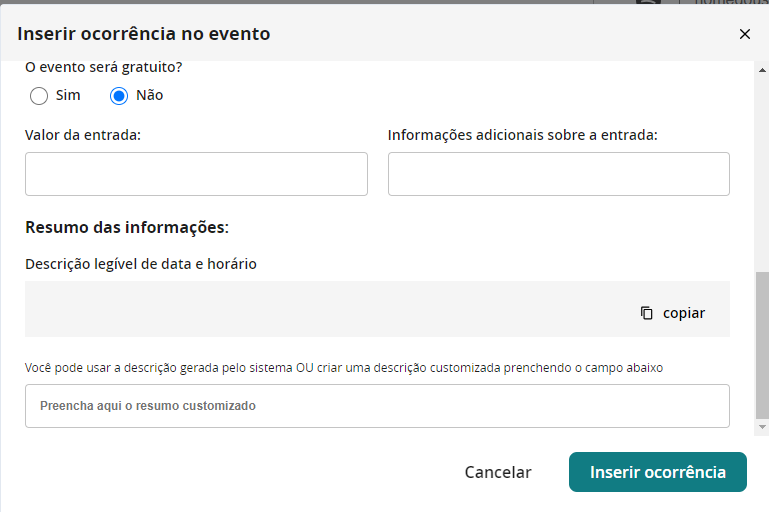 Inserir ocorrência no evento
O evento será gratuito?
Sim Não
Valor da entrada: Informações adicionais sobre a entrada:
Resumo das informações:
Descrição legível de data e horário
copiar
Você pode usar a descrição gerada pelo sistema OU criar uma descrição customizada prenchendo o campo abaixo
Preencha aqui o resumo customizado
Cancelar Inserir ocorrência